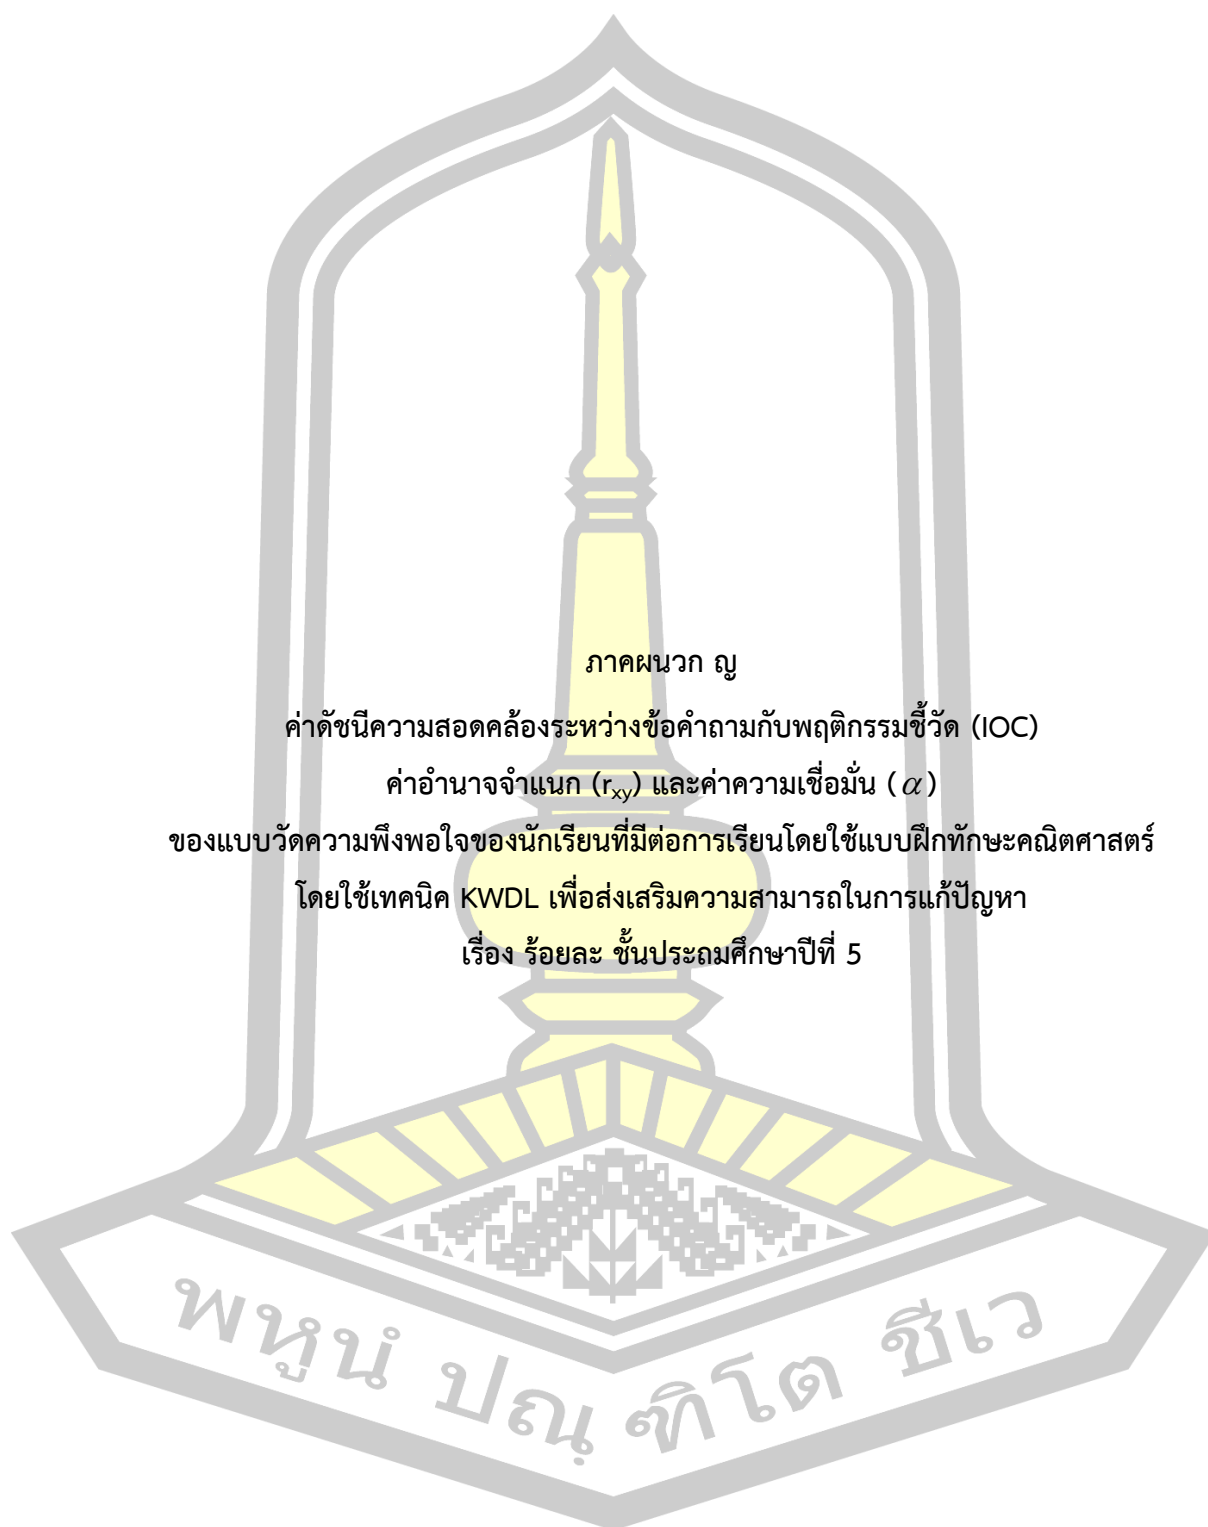 ภาคผนวก ญ
ค่าดัชนีความสอดคล้องระหว่างข้อคำถามกับพฤติกรรมชี้วัด (IOC)
ค่าอำนาจจำแนก (rxy) และค่าความเชื่อมั่น (α)
ของแบบวัดความพึงพอใจของนักเรียนที่มีต่อการเรียนโดยใช้แบบฝึกทักษะคณิตศาสตร์
โดยใช้เทคนิค KWDL เพื่อส่งเสริมความสามารถในการแก้ปัญหา
เรื่อง ร้อยละ ชั้นประถมศึกษาปีที่ 5
พหูนํ ปณฺฑิโต ชีเว